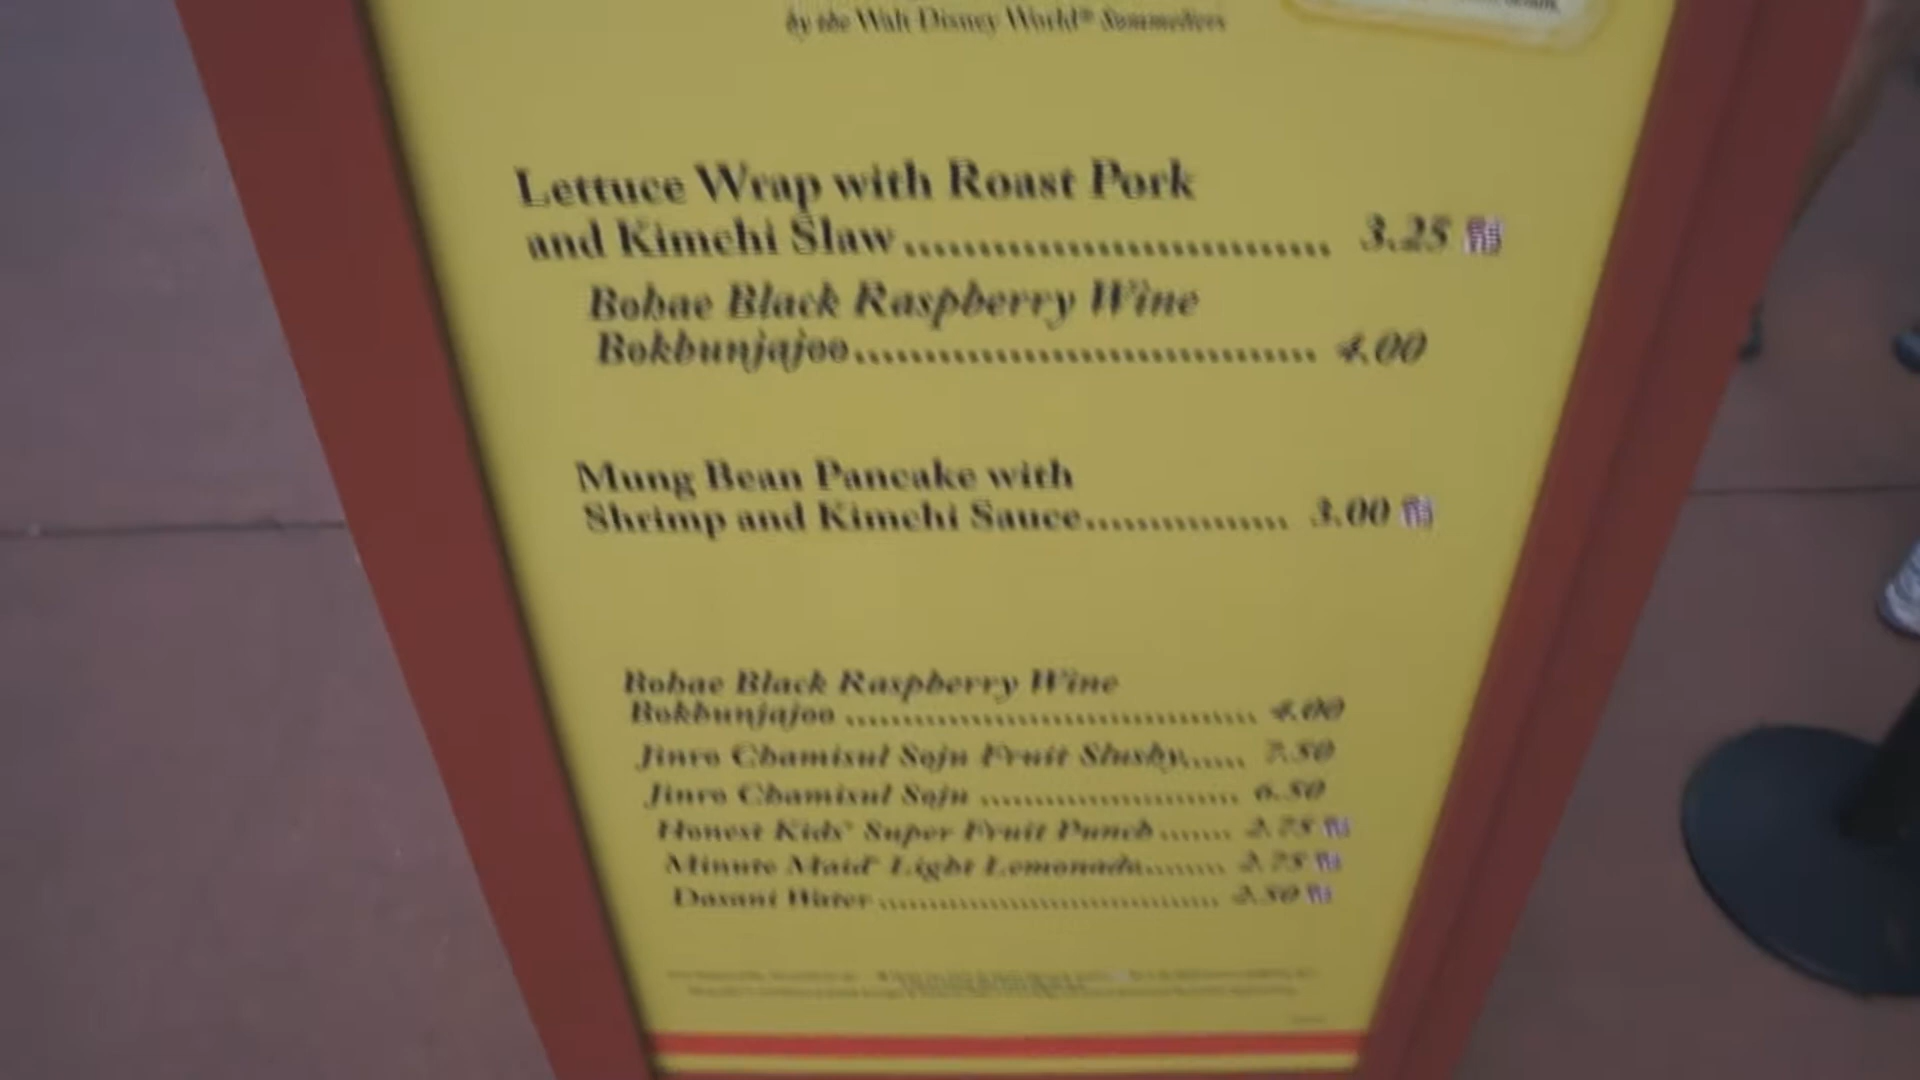 by the Walt Disney World® Sommeliers
Lettuce Wrap with Roast Pork
and Kimchi Slaw.............................. 3.25
Bohae Black Raspberry Wine
Bokbunjajoo................................. 4.00
Mung Bean Pancake with
Shrimp and Kimchi Sauce................ 3.00
Bohae Black Raspberry Wine
Bokbunjajoo .................................... 4.00
Jinro Chamisul Soju Fruit Slushy...... 7.50
Jinro Chamisul Soju ........................ 6.50
Honest Kids® Super Fruit Punch....... 2.75
Minute Maid® Light Lemonade........ 2.75
Dasani Water ................................. 2.50